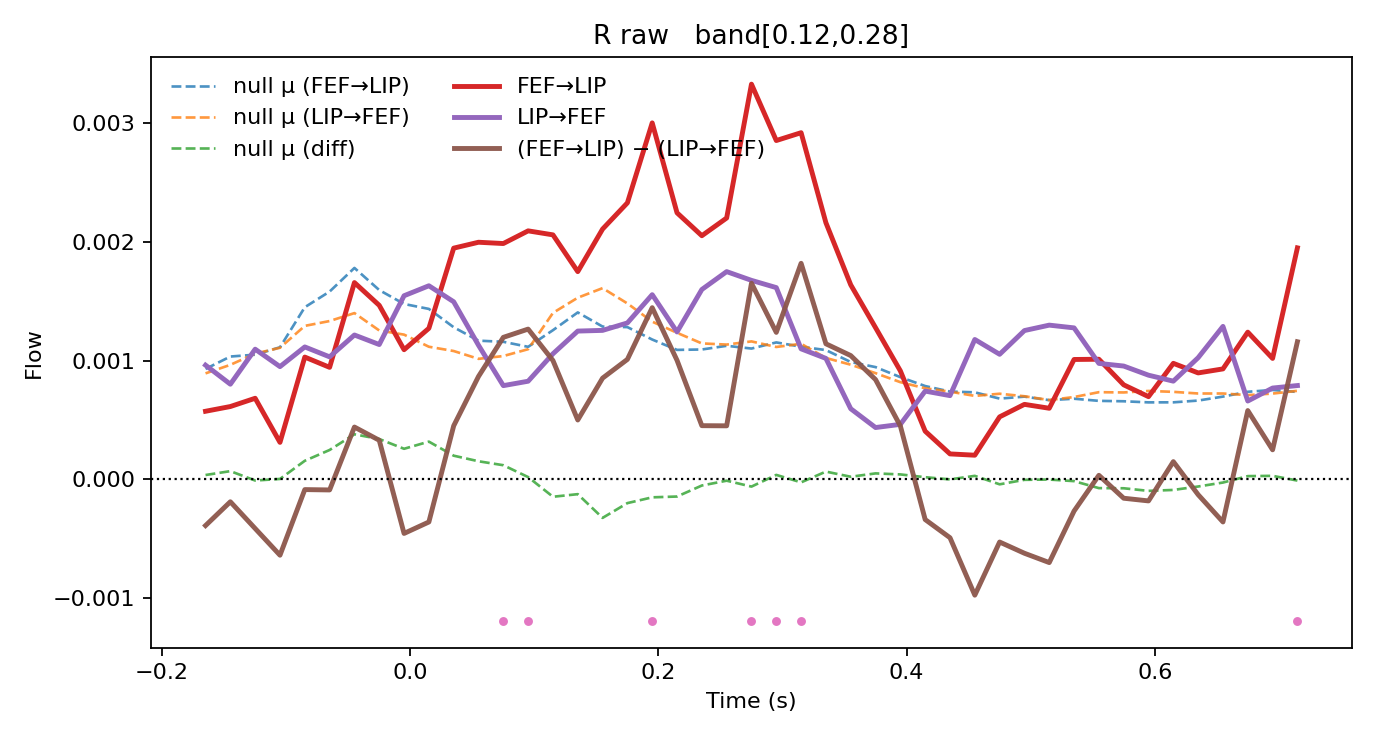 R raw   band[0.12,0.28]
null μ (FEF→LIP)
null μ (LIP→FEF)
null μ (diff)
FEF→LIP
LIP→FEF
(FEF→LIP) − (LIP→FEF)
Flow
0.003
0.002
0.001
0.000
−0.001
−0.2
0.0
0.2
0.4
0.6
Time (s)